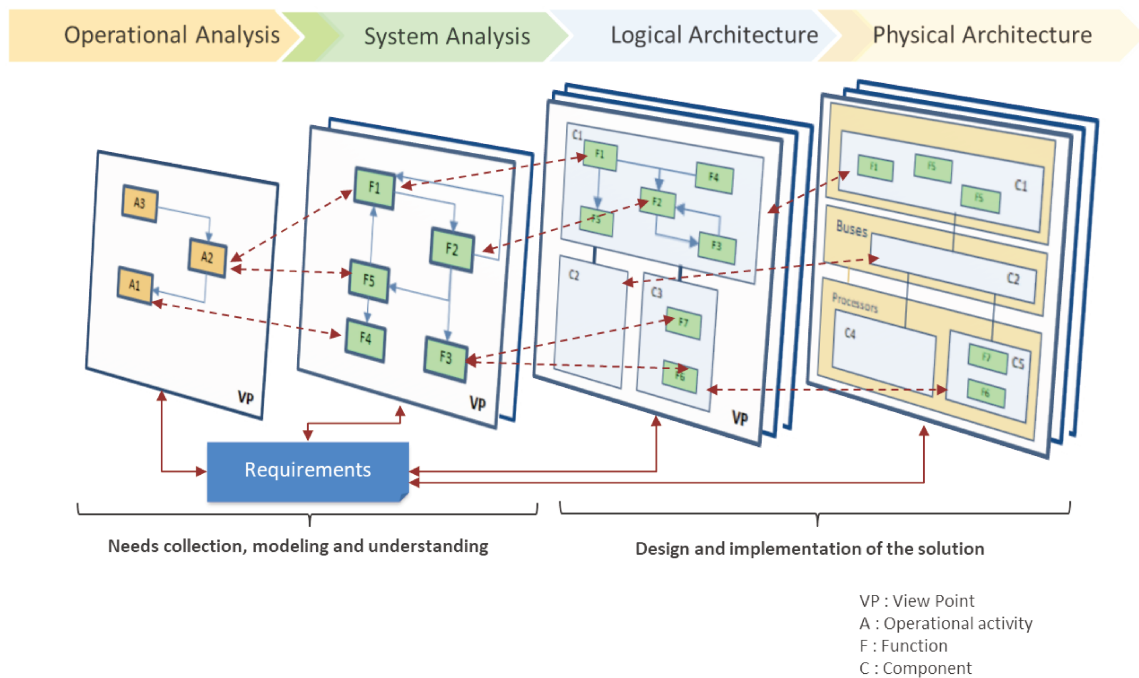 Operational Analysis
System Analysis
Logical Architecture
Physical Architecture
A3
A2
A1
VP
F1
F2
F5
F4
F3
VP
C1
F1
F4
F2
F5
F3
C2
C3
F7
F6
VP
F1
F5
F5
C1
Buses
C2
Processors
C4
F7
C5
F6
Requirements
Needs collection, modeling and understanding
Design and implementation of the solution
VP : View Point
A : Operational activity
F : Function
C : Component